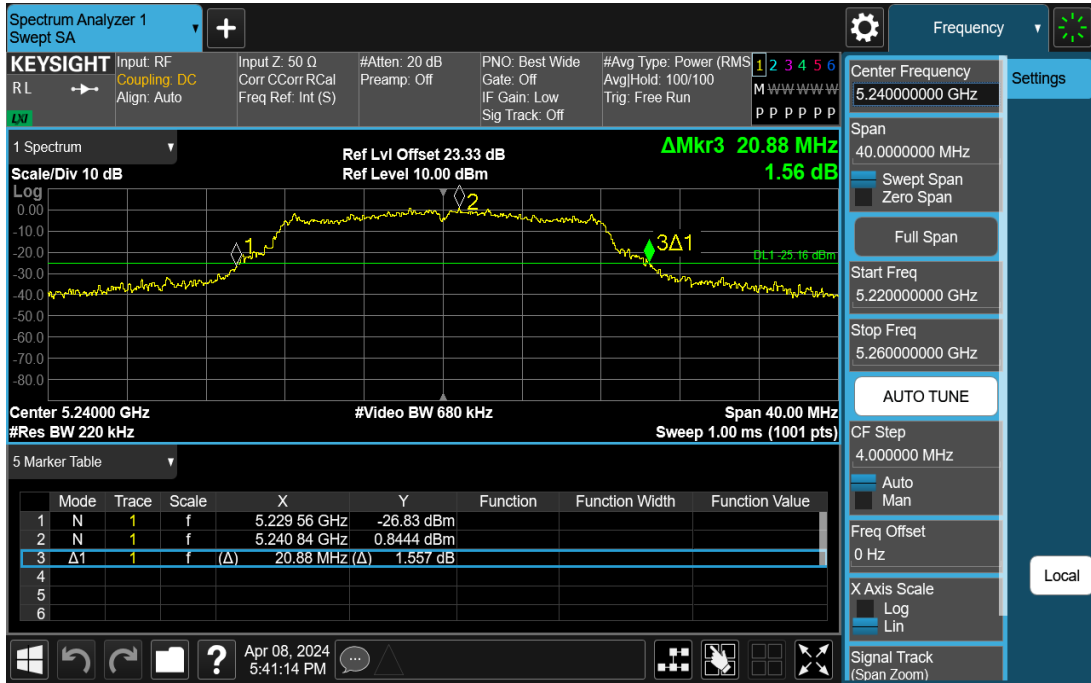 Spectrum Analyzer 1
Swept SA
+
Frequency
KEYSIGHT
RL
LXI
Input: RF
Coupling: DC
Align: Auto
Input Z: 50 Ω
Corr CCorr RCal
Freq Ref: Int (S)
#Atten: 20 dB
Preamp: Off
PNO: Best Wide
Gate: Off
IF Gain: Low
Sig Track: Off
#Avg Type: Power (RMS
Avg|Hold: 100/100
Trig: Free Run
1 2 3 4 5 6
M W W W W W
P P P P P P
1 Spectrum
Scale/Div 10 dB
Ref Lvl Offset 23.33 dB
Ref Level 10.00 dBm
ΔMkr3 20.88 MHz
1.56 dB
Log
0.00
-10.0
-20.0
-30.0
-40.0
-50.0
-60.0
-70.0
-80.0
1
2
3Δ1
DL1 -25.16 dBm
Center 5.24000 GHz
#Res BW 220 kHz
#Video BW 680 kHz
Span 40.00 MHz
Sweep 1.00 ms (1001 pts)
5 Marker Table
Mode Trace Scale X Y Function Function Width Function Value
1 N 1 f 5.229 56 GHz -26.83 dBm
2 N 1 f 5.240 84 GHz 0.8444 dBm
3 Δ1 1 f (Δ) 20.88 MHz (Δ) 1.557 dB
4
5
6
?
Apr 08, 2024
5:41:14 PM
Center Frequency
5.240000000 GHz
Span
40.0000000 MHz
Swept Span
Zero Span
Full Span
Start Freq
5.220000000 GHz
Stop Freq
5.260000000 GHz
AUTO TUNE
CF Step
4.000000 MHz
Auto
Man
Freq Offset
0 Hz
X Axis Scale
Log
Lin
Signal Track
(Span Zoom)
Settings
Local